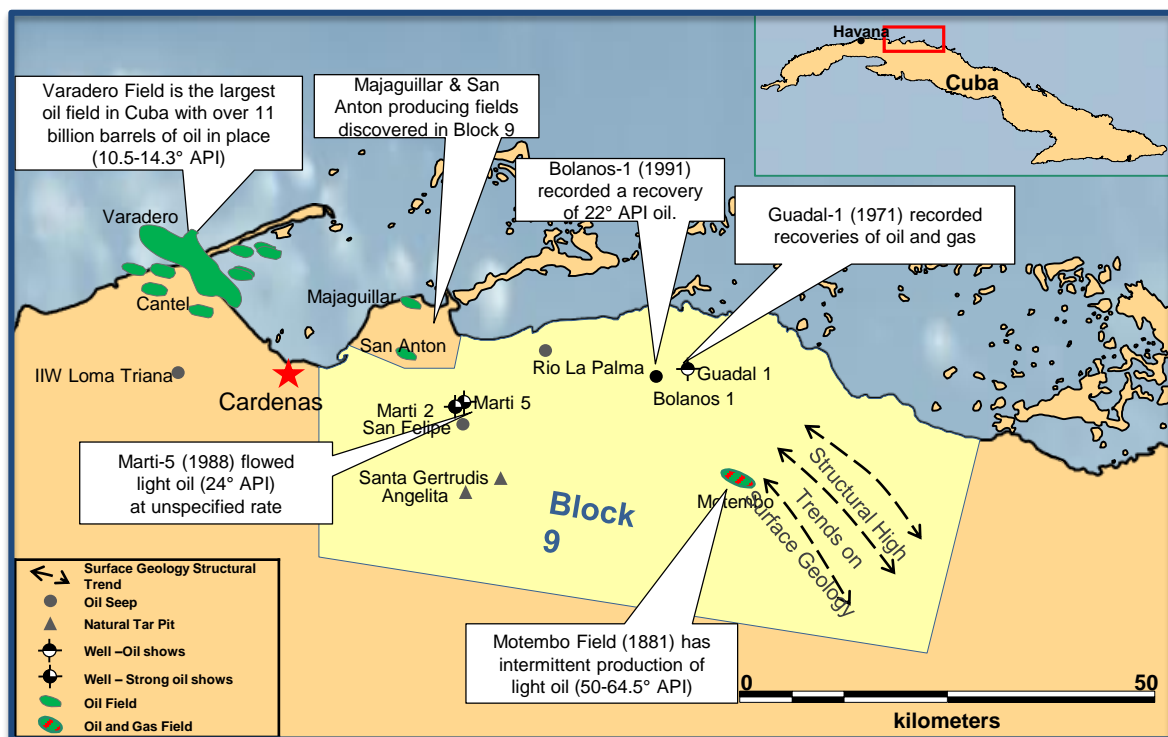 Havana
Cuba
Varadero Field is the largest
oil field in Cuba with over 11
billion barrels of oil in place
(10.5-14.3° API)
Majaguillar & San
Anton producing fields
discovered in Block 9
Bolanos-1 (1991)
recorded a recovery
of 22° API oil.
Guadal-1 (1971) recorded
recoveries of oil and gas
Varadero
Cantel
Majaguillar
San Anton
IIW Loma Triana
Cardenas
Rio La Palma
Guadal 1
Bolanos 1
Marti 2
Marti 5
San Felipe
Marti-5 (1988) flowed
light oil (24° API)
at unspecified rate
Santa Gertrudis
Angelita
Block
9
Motembo
Structural High
Trends on
Surface Geology
Motembo Field (1881) has
intermittent production of
light oil (50-64.5° API)
Surface Geology Structural
Trend
Oil Seep
Natural Tar Pit
Well –Oil shows
Well – Strong oil shows
Oil Field
Oil and Gas Field
0
50
kilometers